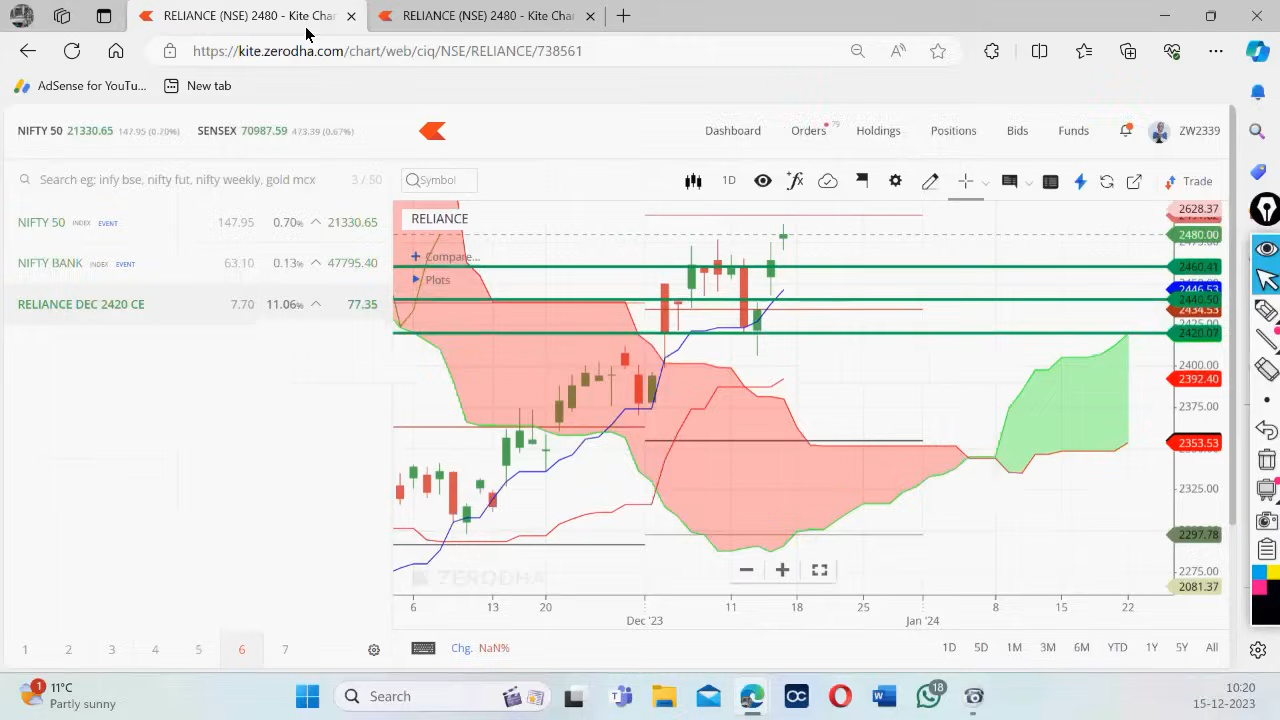 RELIANCE (NSE) 2480 - Kite Char
RELIANCE (NSE) 2480 - Kite Char
https://kite.zerodha.com/chart/web/ciq/NSE/RELIANCE/738561
AdSense for YouTu...
New tab
NIFTY 50 21330.65 147.95 (0.70%) SENSEX 70987.59 473.39 (0.67%)
Dashboard Orders 79 Holdings Positions Bids Funds ZW2339
Search eg: infy bse, nifty fut, nifty weekly, gold mcx 3 / 50
Symbol 1D Trade
NIFTY 50 INDEX EVENT 147.95 0.70% 21330.65
NIFTY BANK INDEX EVENT 63.10 0.13% 47795.40
RELIANCE DEC 2420 CE 7.70 11.06% 77.35
RELIANCE
Compare...
Plots
2628.37
2480.00
2460.41
2446.53
2440.50
2434.53
2420.07
2400.00
2392.40
2375.00
2353.53
2325.00
2297.78
2275.00
2081.37
ZERODHA
6 13 20 11 18 25 8 15 22
Dec '23 Jan '24
1 2 3 4 5 6 7
Chg. NaN%
1D 5D 1M 3M 6M YTD 1Y 5Y All
1 11°C
Partly sunny
Search
18
10:20
15-12-2023